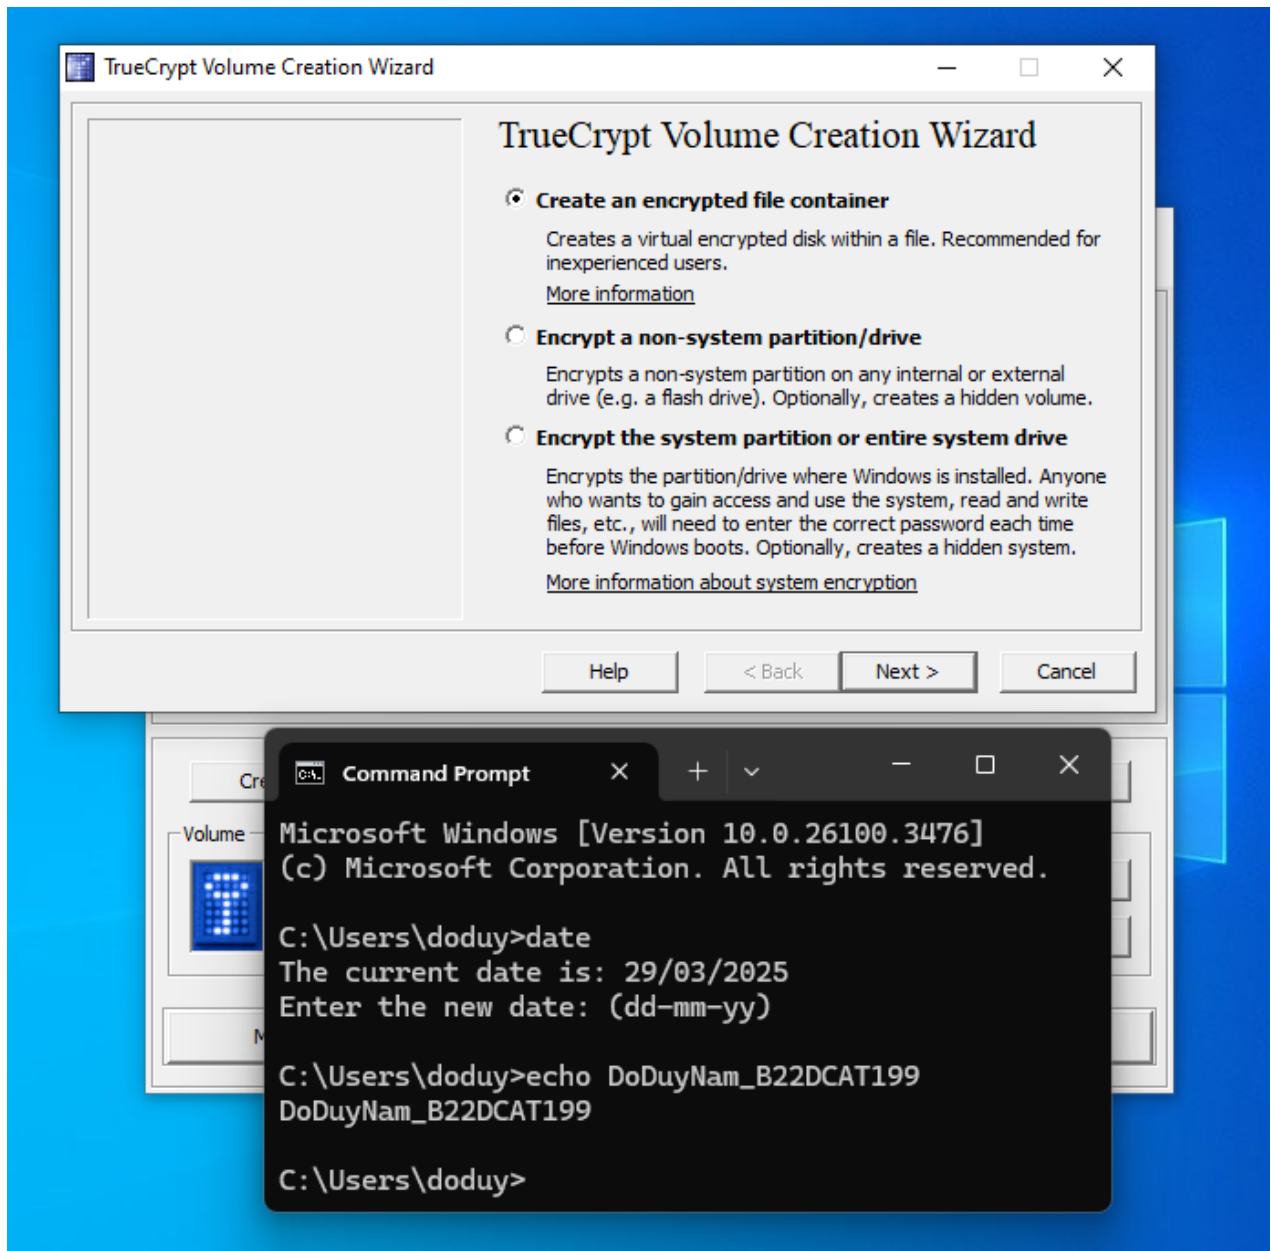 TrueCrypt Volume Creation Wizard
TrueCrypt Volume Creation Wizard
Create an encrypted file container
Creates a virtual encrypted disk within a file. Recommended for
inexperienced users.
More information
Encrypt a non-system partition/drive
Encrypts a non-system partition on any internal or external
drive (e.g. a flash drive). Optionally, creates a hidden volume.
Encrypt the system partition or entire system drive
Encrypts the partition/drive where Windows is installed. Anyone
who wants to gain access and use the system, read and write
files, etc., will need to enter the correct password each time
before Windows boots. Optionally, creates a hidden system.
More information about system encryption
Help < Back Next > Cancel
Volume
Command Prompt
Microsoft Windows [Version 10.0.26100.3476]
(c) Microsoft Corporation. All rights reserved.
C:\Users\doduy>date
The current date is: 29/03/2025
Enter the new date: (dd-mm-yy)
C:\Users\doduy>echo DoDuyNam_B22DCAT199
DoDuyNam_B22DCAT199
C:\Users\doduy>